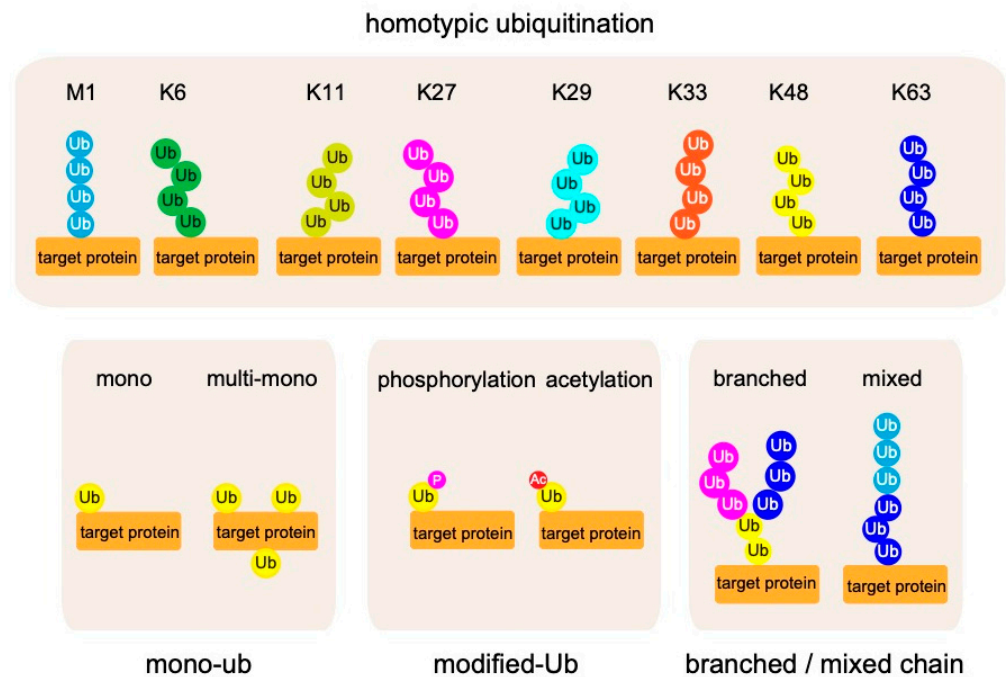 homotypic ubiquitination
M1 K6 K11 K27 K29 K33 K48 K63
Ub Ub Ub Ub Ub Ub Ub Ub
Ub Ub Ub Ub Ub Ub Ub Ub
Ub Ub Ub Ub Ub Ub Ub Ub
Ub Ub Ub Ub Ub Ub Ub Ub
target protein target protein target protein target protein target protein target protein target protein target protein
mono multi-mono
Ub Ub Ub
target protein target protein
Ub
mono-ub
phosphorylation acetylation
P Ac
Ub Ub
target protein target protein
modified-Ub
branched mixed
Ub Ub Ub
Ub Ub Ub
Ub Ub Ub
Ub Ub
Ub Ub
Ub
target protein target protein
branched / mixed chain